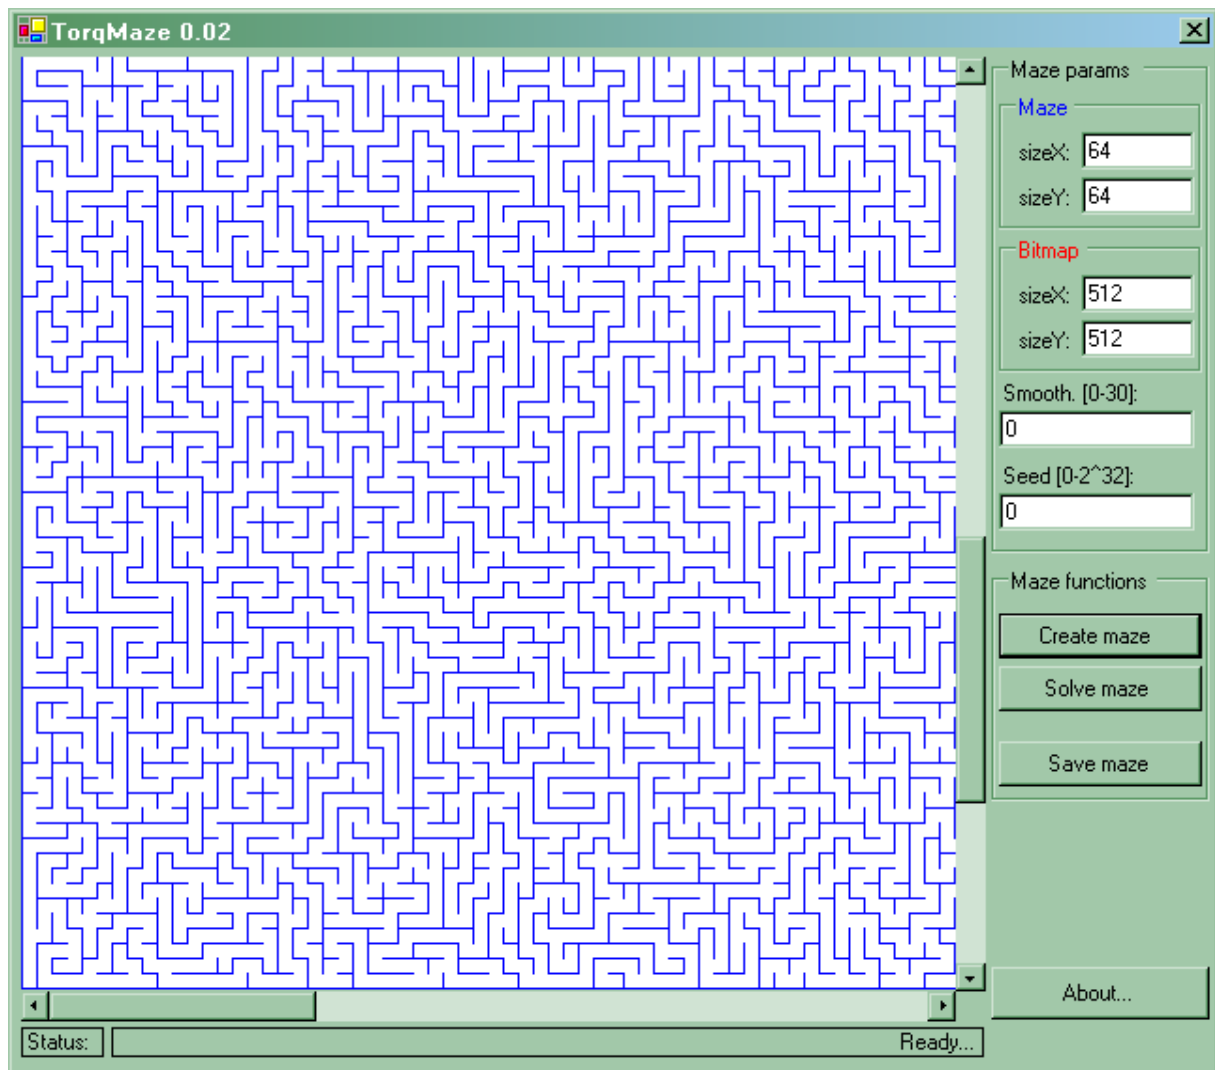 TorqMaze 0.02
Maze params
Maze
sizeX: 64
sizeY: 64
Bitmap
sizeX: 512
sizeY: 512
Smooth. [0-30]:
0
Seed [0-2^32]:
0
Maze functions
Create maze
Solve maze
Save maze
About...
Status: Ready...